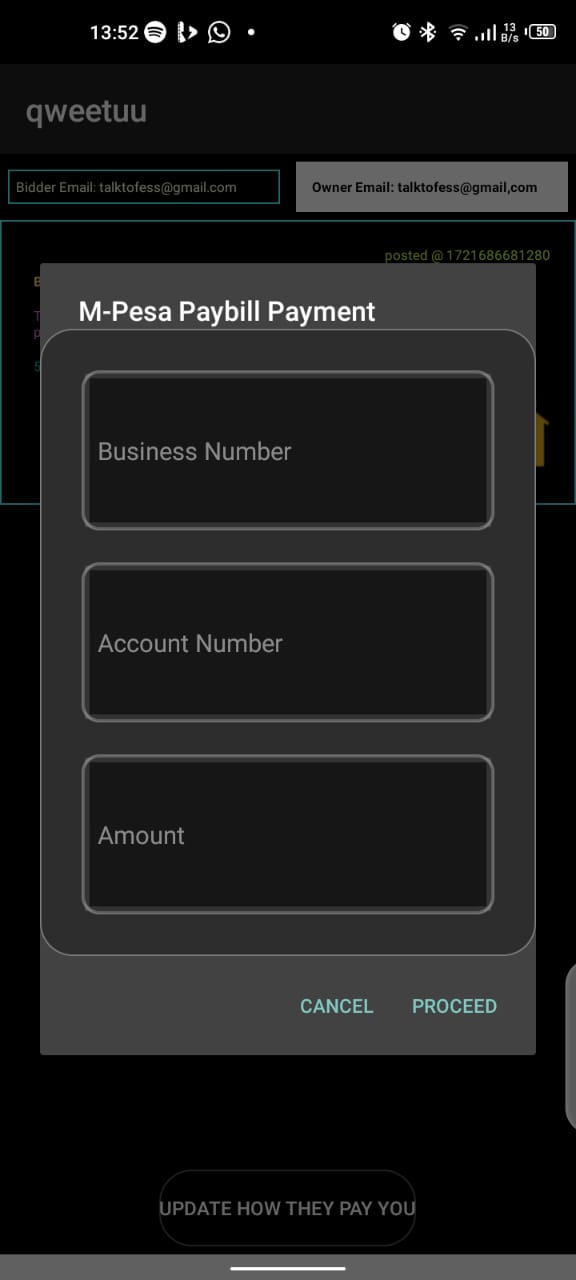 13:52
13
B/s
50
qweetuu
Bidder Email: talktofess@gmail.com
Owner Email: talktofess@gmail,com
posted @ 1721686681280
M-Pesa Paybill Payment
Business Number
Account Number
Amount
CANCEL PROCEED
UPDATE HOW THEY PAY YOU